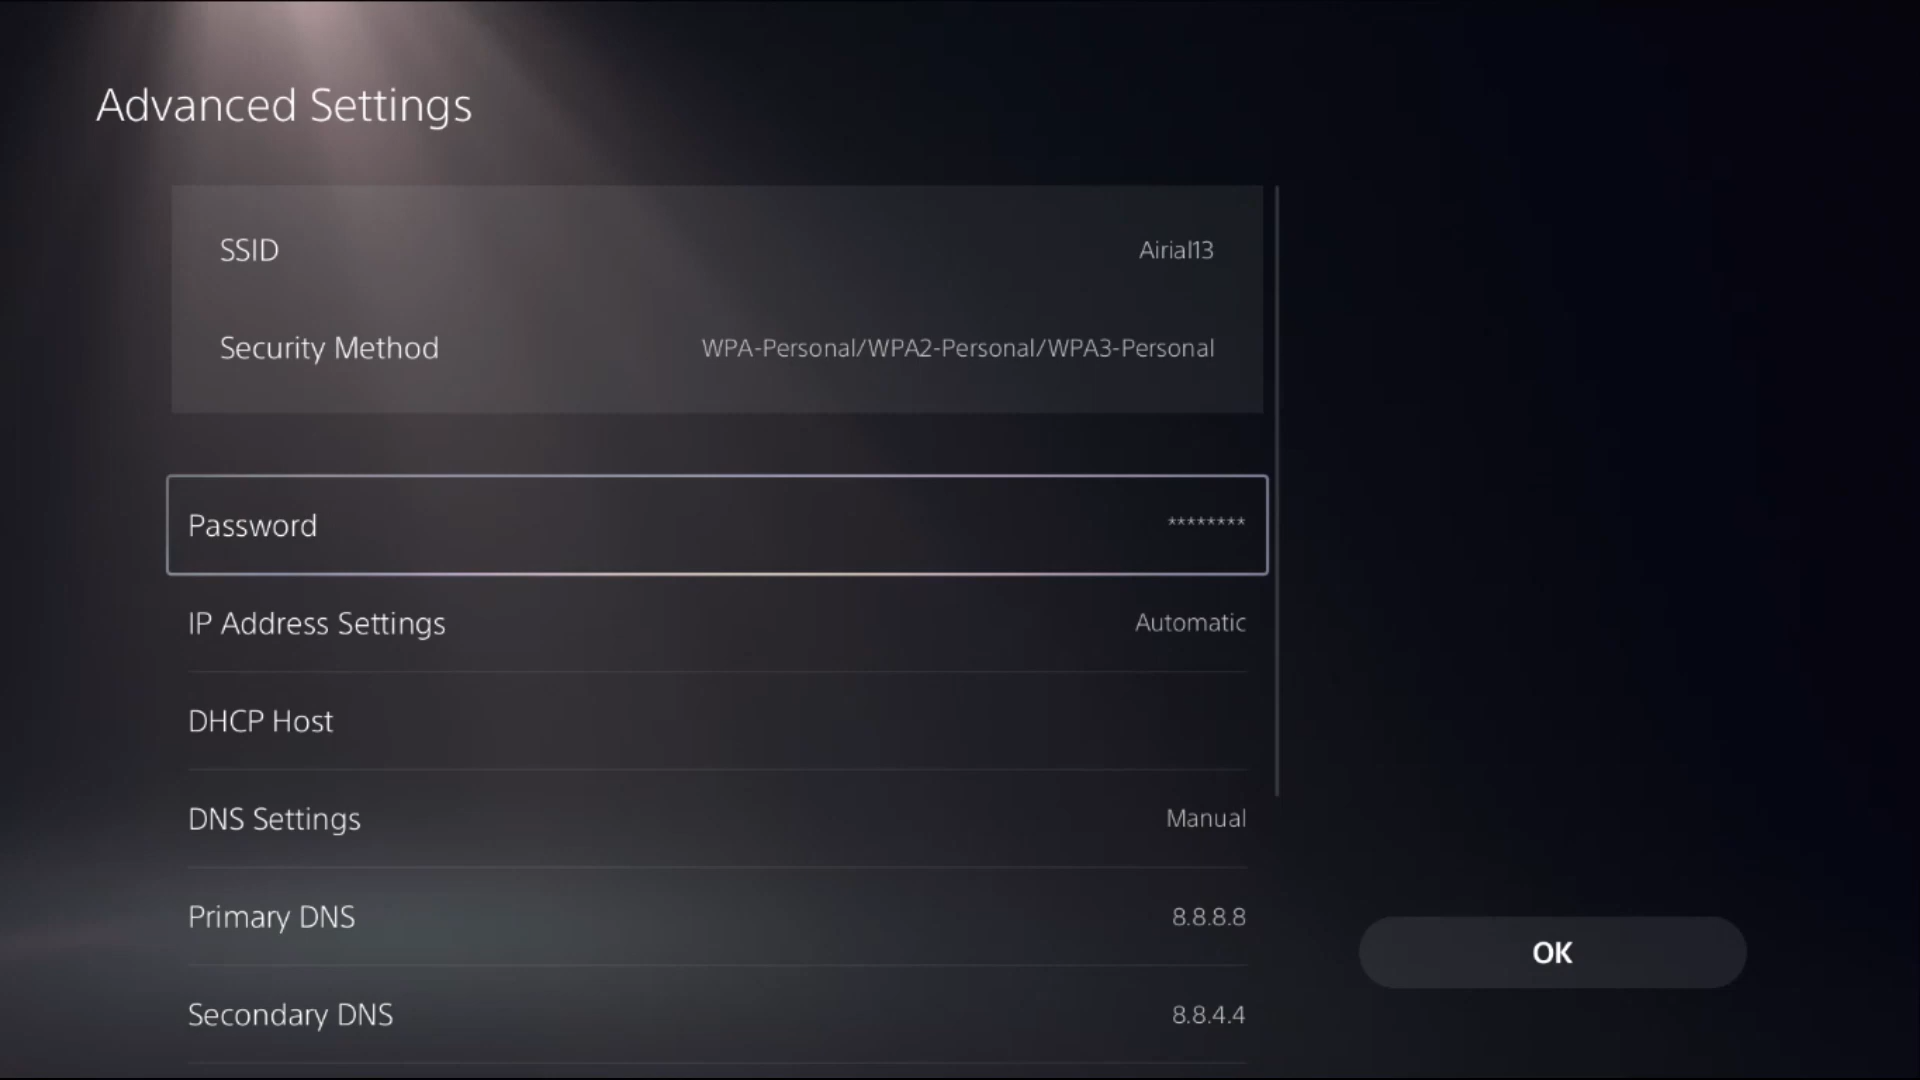 Advanced Settings
SSID Airial13
Security Method WPA-Personal/WPA2-Personal/WPA3-Personal
Password ********
IP Address Settings Automatic
DHCP Host
DNS Settings Manual
Primary DNS 8.8.8.8
OK
Secondary DNS 8.8.4.4